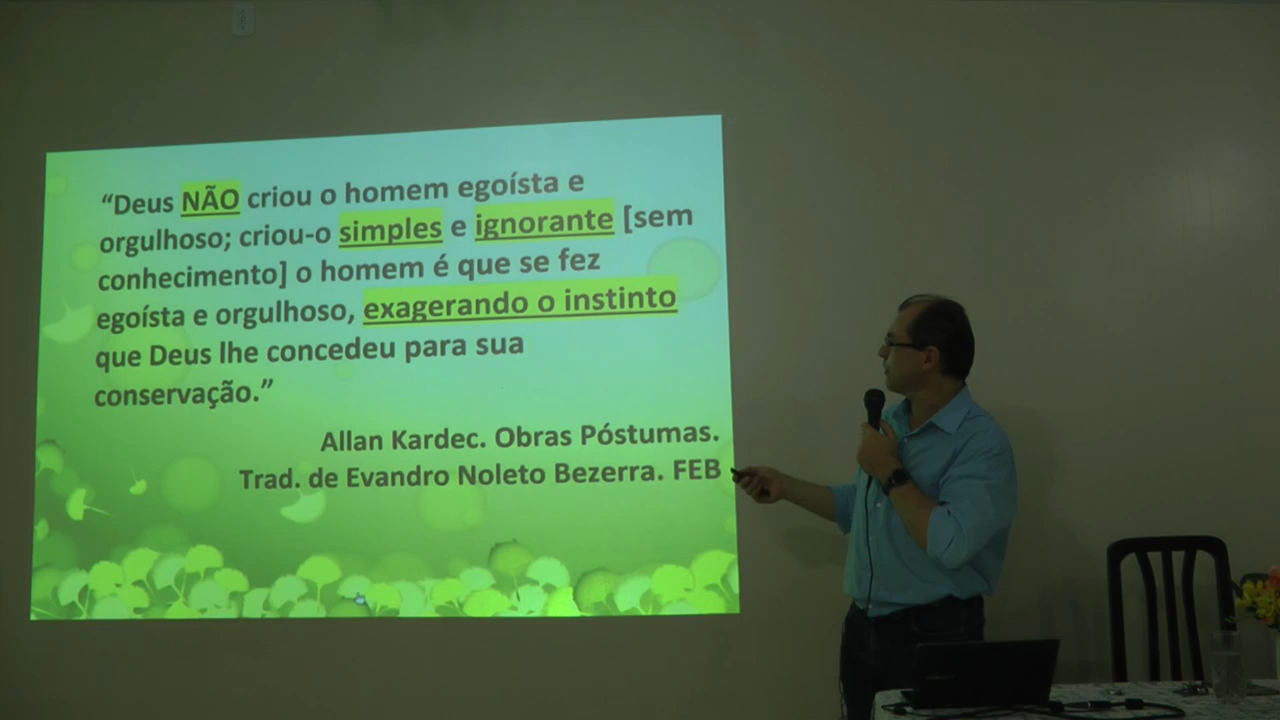 “Deus NÃO criou o homem egoísta e
orgulhoso; criou-o simples e ignorante [sem
conhecimento] o homem é que se fez
egoísta e orgulhoso, exagerando o instinto
que Deus lhe concedeu para sua
conservação.”
Allan Kardec. Obras Póstumas.
Trad. de Evandro Noleto Bezerra. FEB